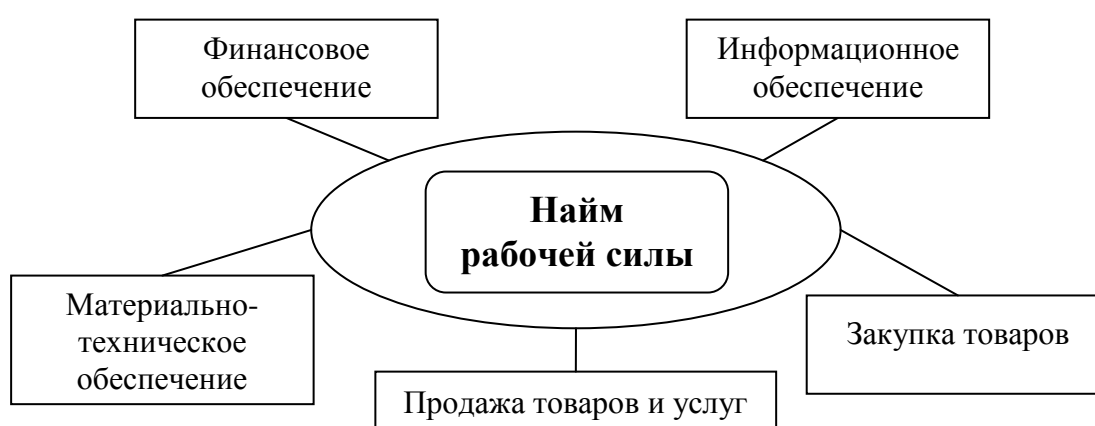 Финансовое
обеспечение
Информационное
обеспечение
Найм
рабочей силы
Материально-
техническое
обеспечение
Закупка товаров
Продажа товаров и услуг